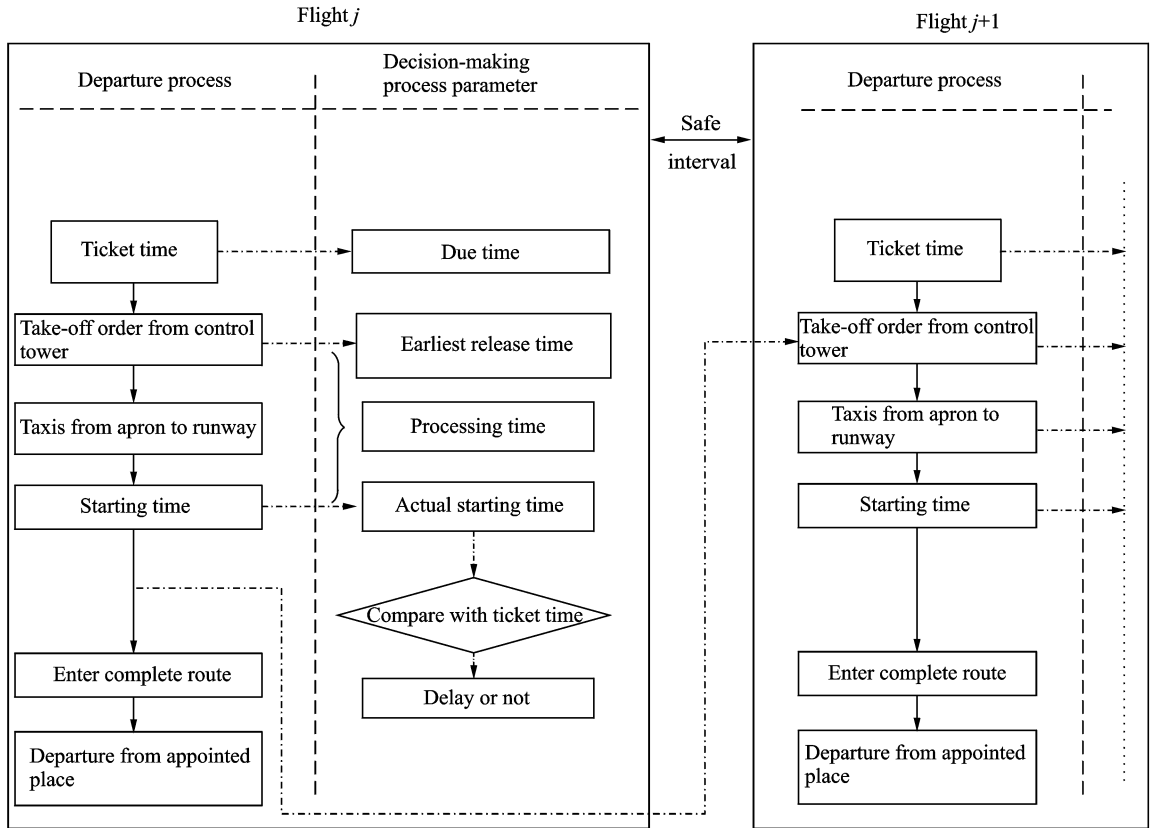 Flight j
Departure process
Decision-making
process parameter
Ticket time
Due time
Take-off order from control
tower
Earliest release time
Taxis from apron to runway
Processing time
Starting time
Actual starting time
Compare with ticket time
Enter complete route
Delay or not
Departure from appointed
place
Safe
interval
Flight j+1
Departure process
Ticket time
Take-off order from control
tower
Taxis from apron to
runway
Starting time
Enter complete route
Departure from appointed
place